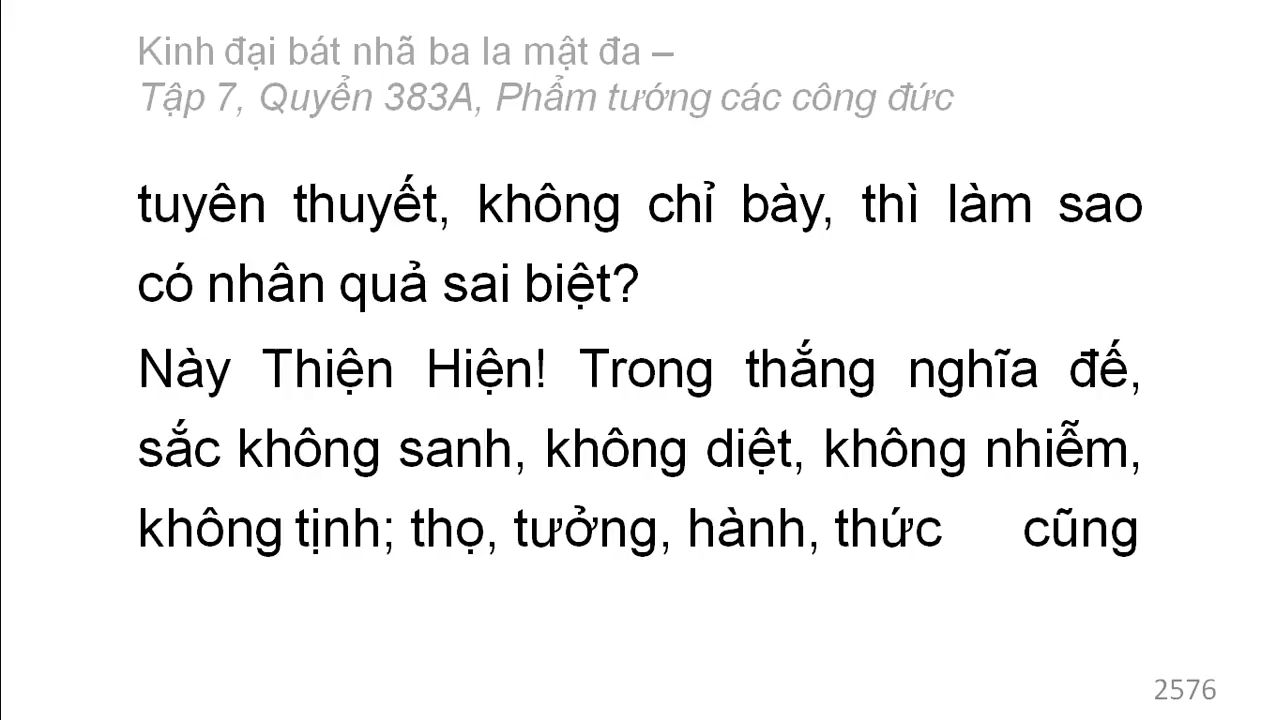 Kinh đại bát nhã ba la mật đa –
Tập 7, Quyển 383A, Phẩm tướng các công đức
tuyên thuyết, không chỉ bày, thì làm sao
có nhân quả sai biệt?
Này Thiện Hiện! Trong thắng nghĩa đế,
sắc không sanh, không diệt, không nhiễm,
không tịnh; thọ, tưởng, hành, thức cũng
2576